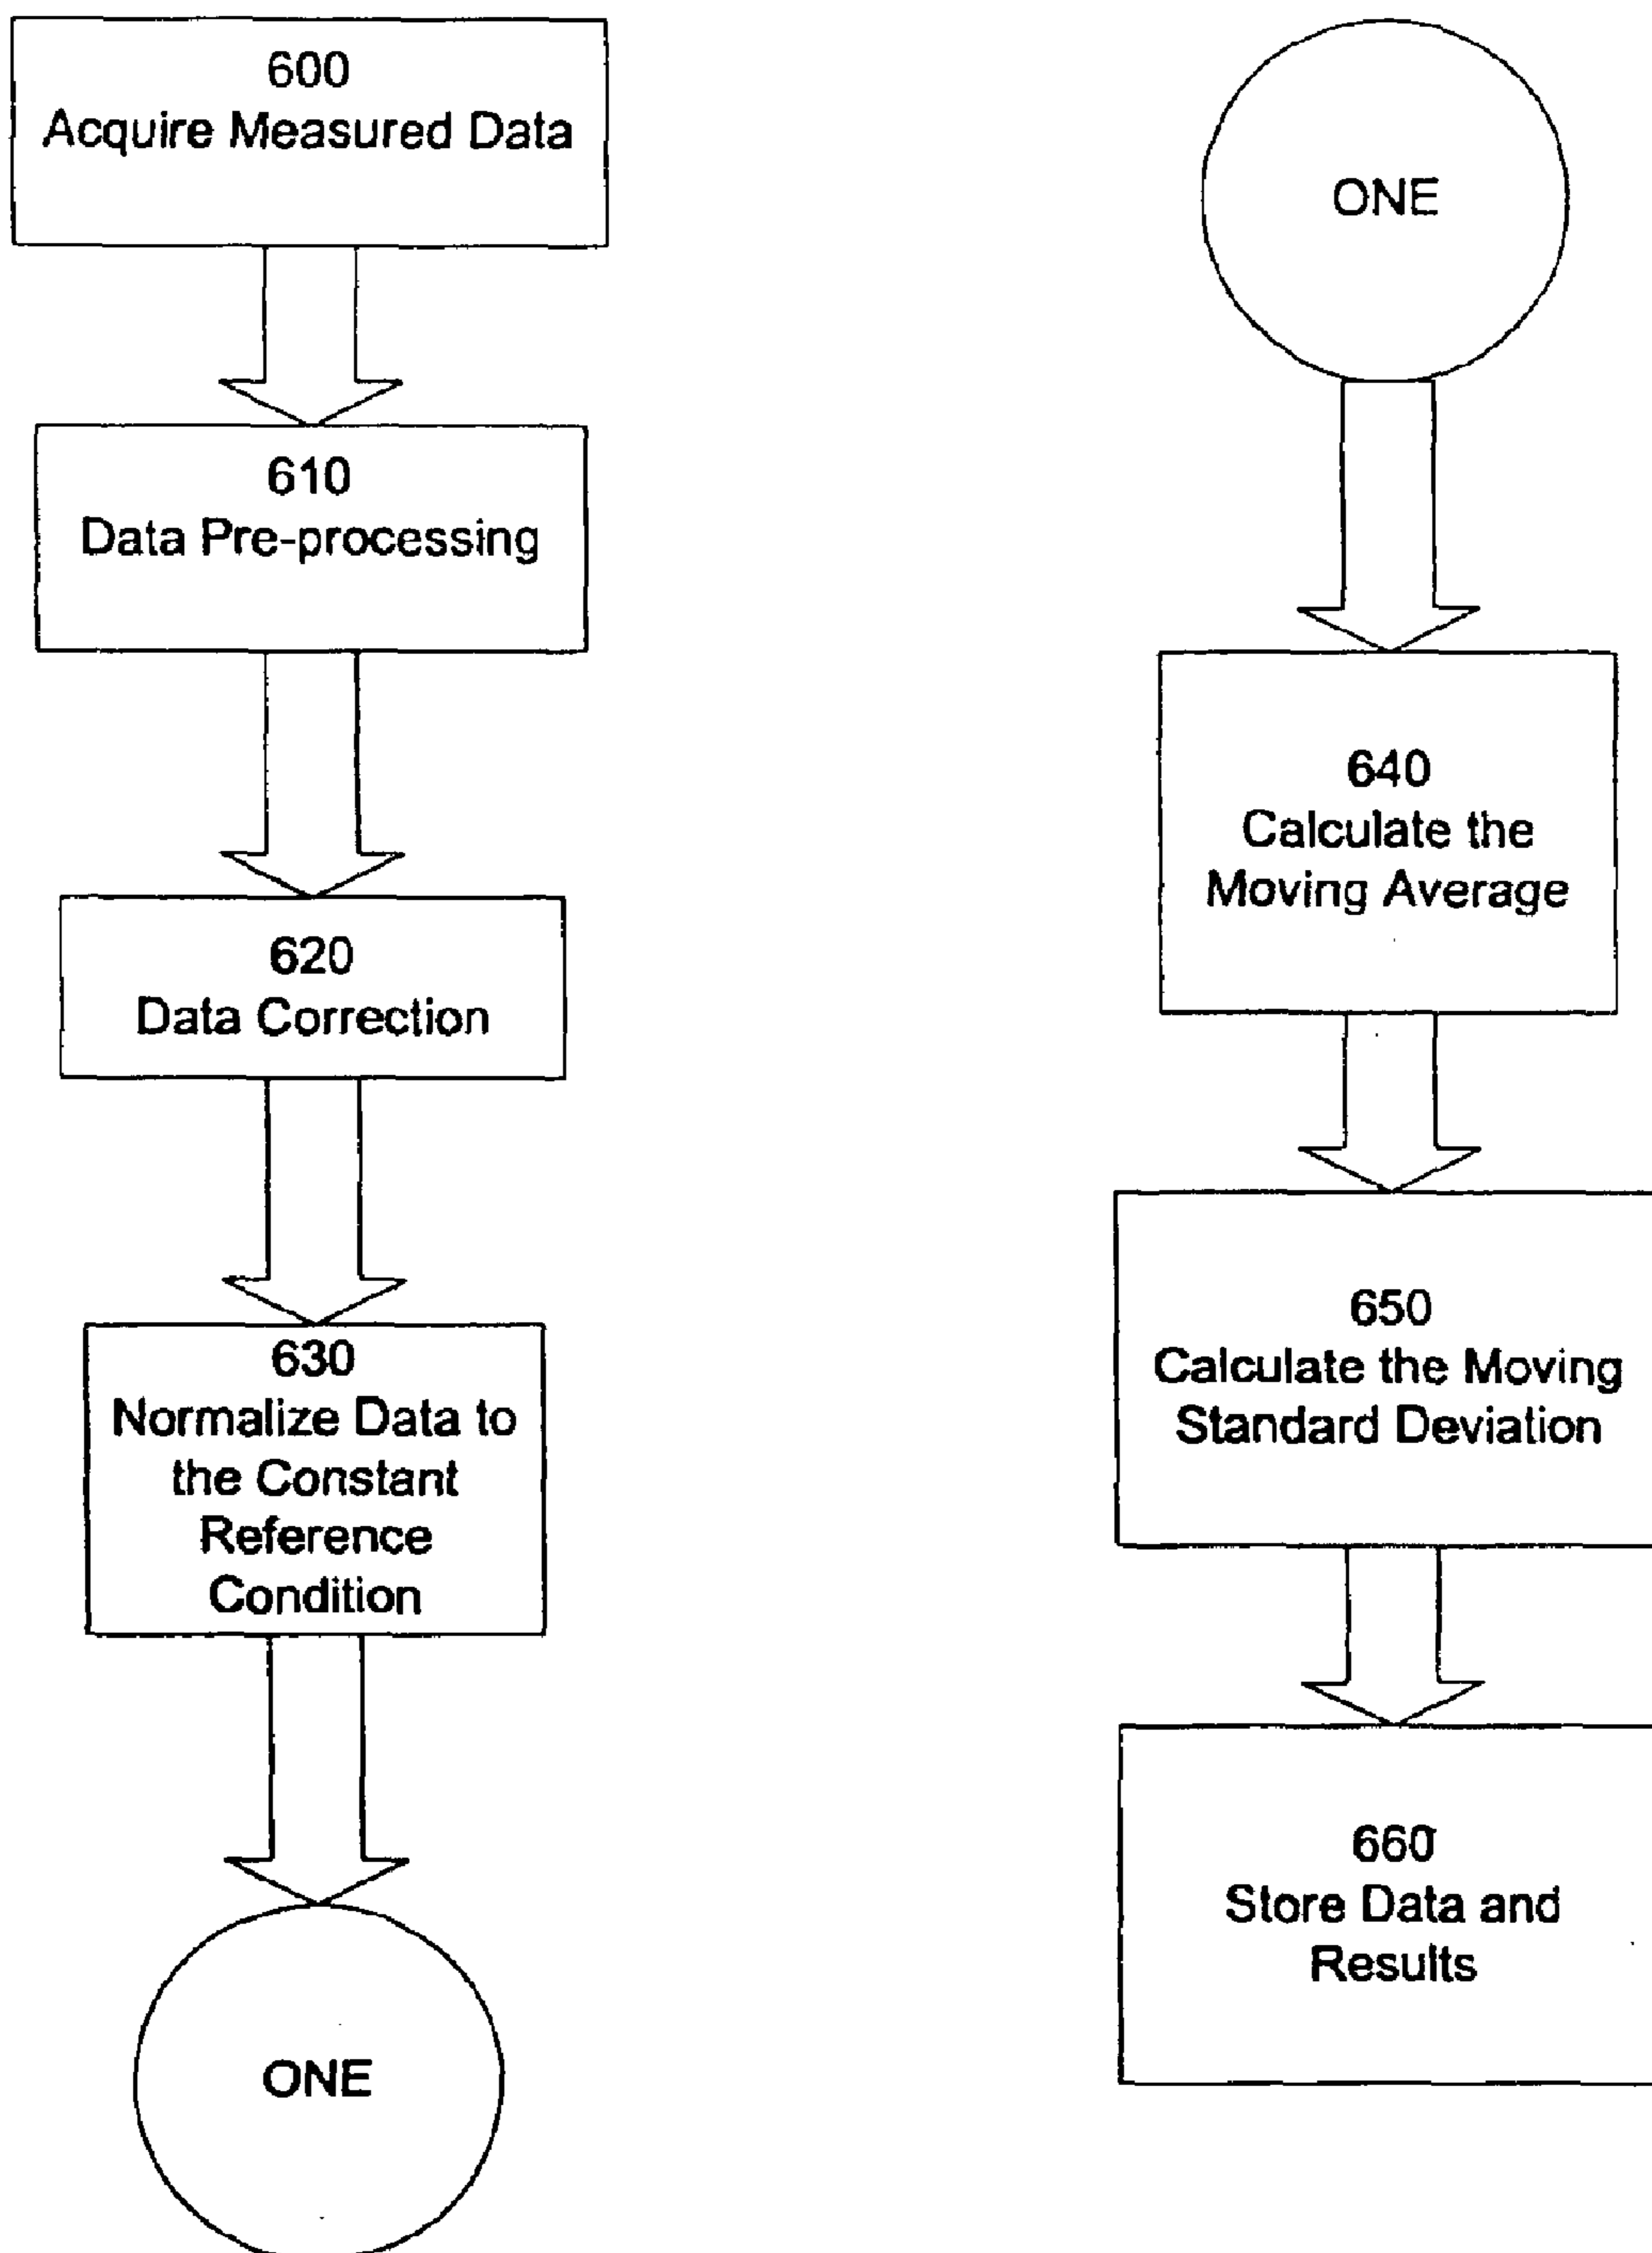 600
Acquire Measured Data
610
Data Pre-processing
620
Data Correction
630
Normalize Data to
the Constant
Reference
Condition
ONE
ONE
640
Calculate the
Moving Average
650
Calculate the Moving
Standard Deviation
660
Store Data and
Results